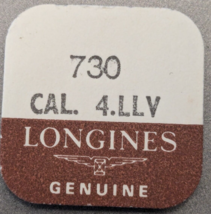 730
CAL. 4.LLV
LONGINES
GENUINE